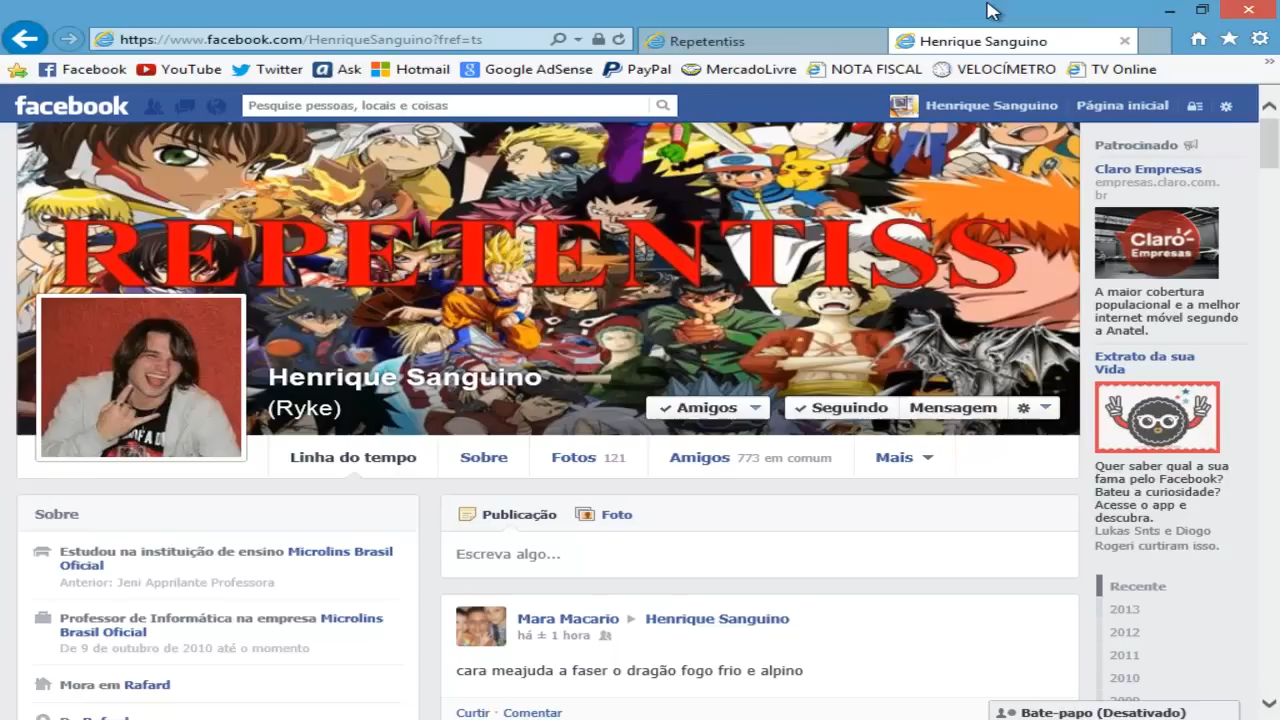 https://www.facebook.com/HenriqueSanguino?fref=ts
Repetentiss
Henrique Sanguino
Facebook
YouTube
Twitter
Ask
Hotmail
Google AdSense
PayPal
MercadoLivre
NOTA FISCAL
VELOCÍMETRO
TV Online
facebook
Pesquise pessoas, locais e coisas
Henrique Sanguino
Página inicial
REPETENTISS
Henrique Sanguino
(Ryke)
Amigos
Seguindo
Mensagem
Linha do tempo
Sobre
Fotos 121
Amigos 773 em comum
Mais
Sobre
Estudou na instituição de ensino Microlins Brasil
Oficial
Anterior: Jeni Apprilante Professora
Professor de Informática na empresa Microlins
Brasil Oficial
De 9 de outubro de 2010 até o momento
Mora em Rafard
Publicação
Foto
Escreva algo...
Mara Macario
Henrique Sanguino
há ± 1 hora
cara meajuda a faser o dragão fogo frio e alpino
Curtir · Comentar
Patrocinado
Claro Empresas
empresas.claro.com.
br
Claro
Empresas
A maior cobertura
populacional e a melhor
internet móvel segundo
a Anatel.
Extrato da sua
Vida
Quer saber qual a sua
fama pelo Facebook?
Bateu a curiosidade?
Acesse o app e
descubra.
Lukas Snts e Diogo
Rogeri curtiram isso.
Recente
2013
2012
2011
2010
2009
Bate-papo (Desativado)